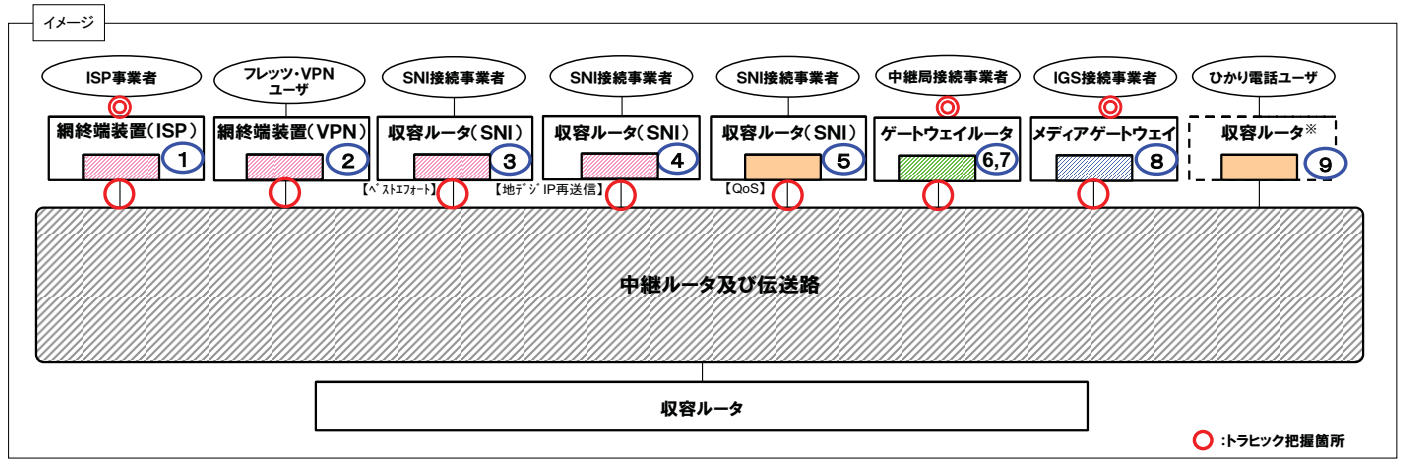 イメージ
ISP事業者
フレッツ・VPN
ユーザ
SNI接続事業者
SNI接続事業者
SNI接続事業者
中継局接続事業者
IGS接続事業者
ひかり電話ユーザ
網終端装置(ISP)
網終端装置(VPN)
収容ルータ(SNI)
収容ルータ(SNI)
収容ルータ(SNI)
ゲートウェイルータ
メディアゲートウェイ
収容ルータ※
1
2
3
4
5
6,7
8
9
【ベストエフォート】
【地デジIP再送信】
【QoS】
中継ルータ及び伝送路
収容ルータ
:トラヒック把握箇所